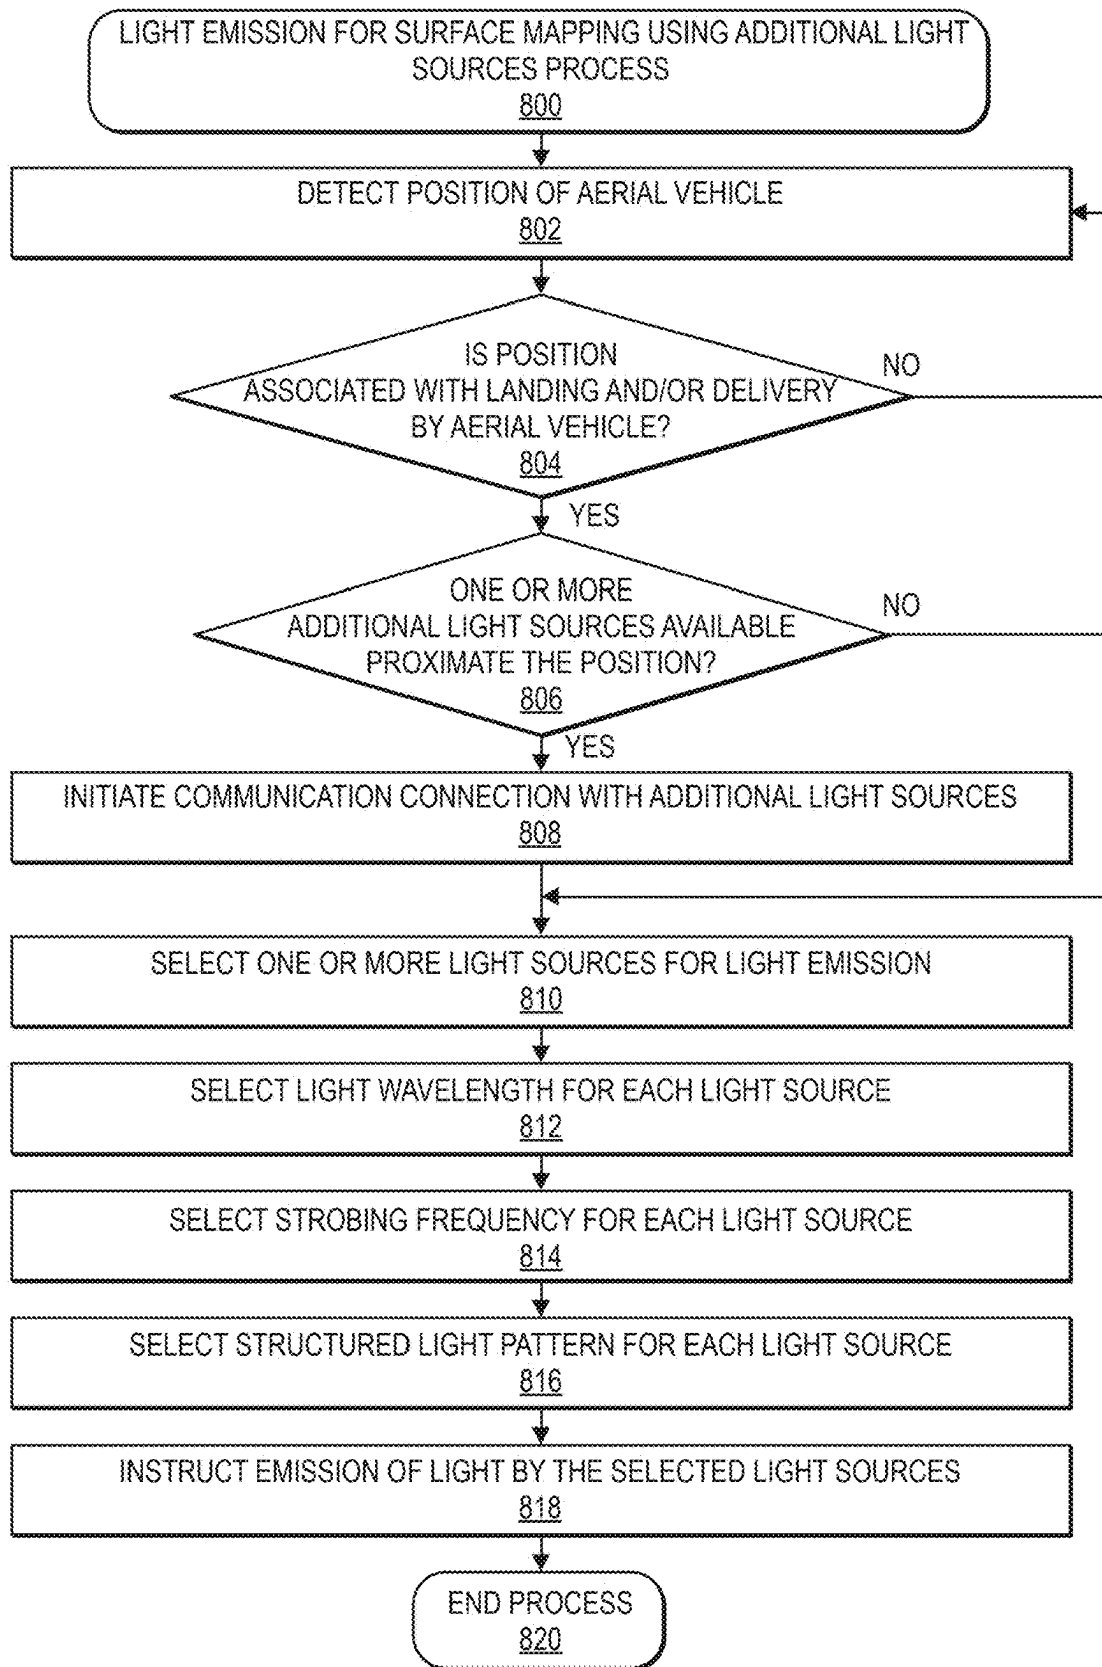 LIGHT EMISSION FOR SURFACE MAPPING USING ADDITIONAL LIGHT
SOURCES PROCESS
800
DETECT POSITION OF AERIAL VEHICLE
802
IS POSITION
ASSOCIATED WITH LANDING AND/OR DELIVERY
BY AERIAL VEHICLE?
804
NO
YES
ONE OR MORE
ADDITIONAL LIGHT SOURCES AVAILABLE
PROXIMATE THE POSITION?
806
NO
YES
INITIATE COMMUNICATION CONNECTION WITH ADDITIONAL LIGHT SOURCES
808
SELECT ONE OR MORE LIGHT SOURCES FOR LIGHT EMISSION
810
SELECT LIGHT WAVELENGTH FOR EACH LIGHT SOURCE
812
SELECT STROBING FREQUENCY FOR EACH LIGHT SOURCE
814
SELECT STRUCTURED LIGHT PATTERN FOR EACH LIGHT SOURCE
816
INSTRUCT EMISSION OF LIGHT BY THE SELECTED LIGHT SOURCES
818
END PROCESS
820